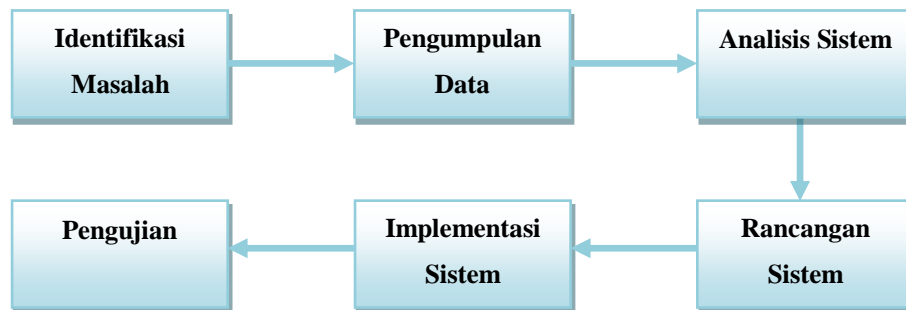 Identifikasi
Masalah
Pengumpulan
Data
Analisis Sistem
Rancangan
Sistem
Implementasi
Sistem
Pengujian